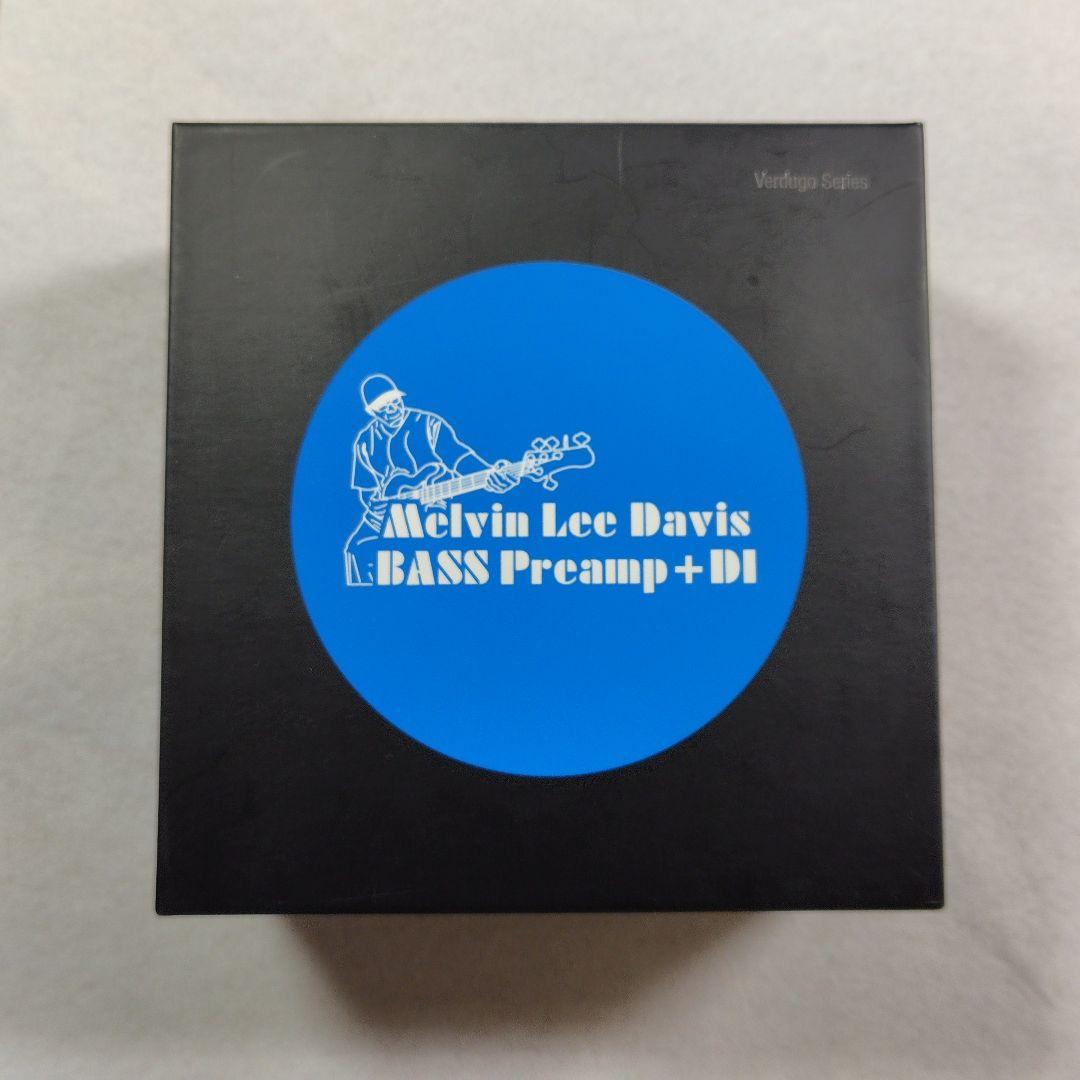 Verdugo Series
Melvin Lee Davis
BASS Preamp+DI